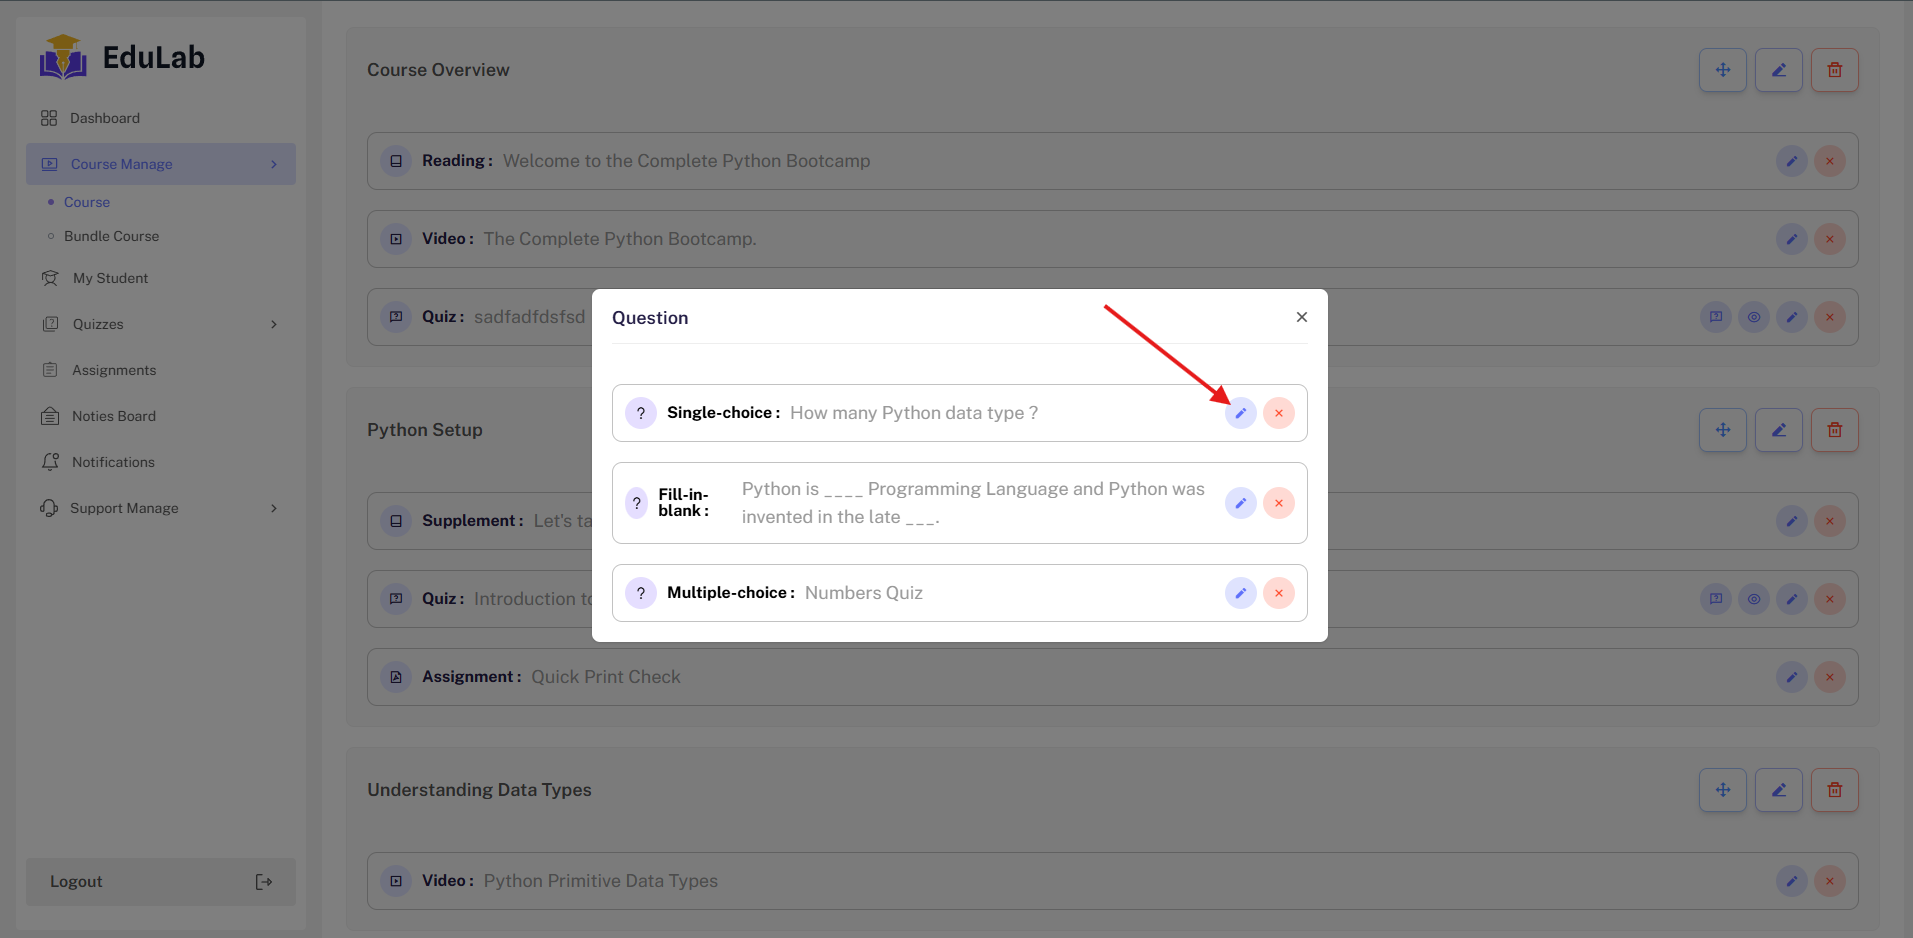 EduLab
Dashboard
Course Manage
Course
Bundle Course
My Student
Quizzes
Assignments
Noties Board
Notifications
Support Manage
Logout
Course Overview
Reading : Welcome to the Complete Python Bootcamp
Video : The Complete Python Bootcamp.
Quiz : sadfadfdsfsd
Question
? Single-choice : How many Python data type ?
? Fill-in-blank : Python is ____ Programming Language and Python was
invented in the late ___.
? Multiple-choice : Numbers Quiz
Python Setup
Supplement : Let's ta
Quiz : Introduction to
Assignment : Quick Print Check
Understanding Data Types
Video : Python Primitive Data Types